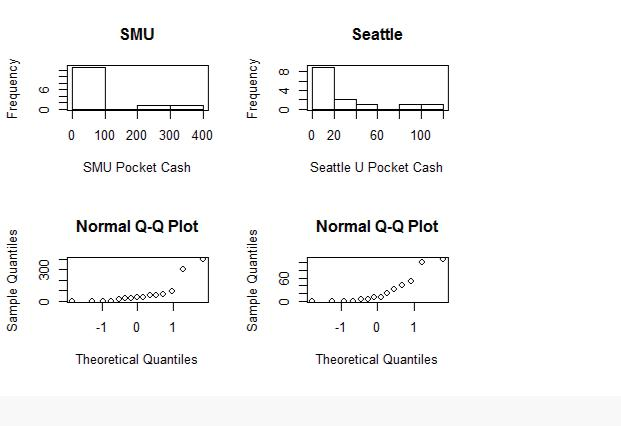 SMU
Frequency
6
0
0 100 200 300 400
SMU Pocket Cash
Seattle
Frequency
8
4
0
0 20 60 100
Seattle U Pocket Cash
Normal Q-Q Plot
Sample Quantiles
300
0
-1 0 1
Theoretical Quantiles
Normal Q-Q Plot
Sample Quantiles
60
0
-1 0 1
Theoretical Quantiles